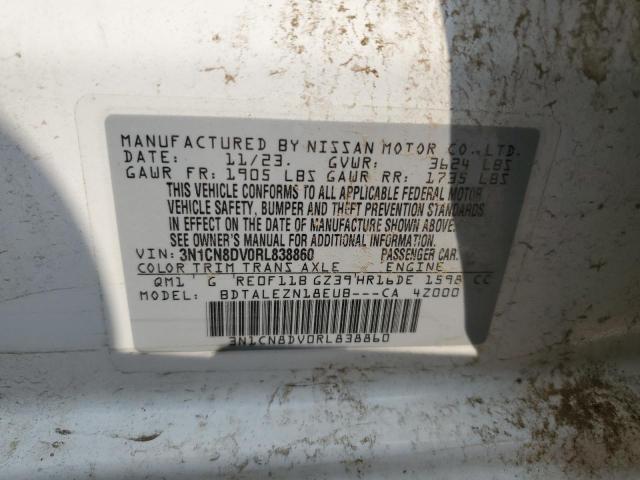 MANUFACTURED BY NISSAN MOTOR CO., LTD.
DATE: 11/23. GVWR: 3624 LBS
GAWR FR: 1905 LBS GAWR RR: 1735 LBS
THIS VEHICLE CONFORMS TO ALL APPLICABLE FEDERAL MOTOR
VEHICLE SAFETY, BUMPER AND THEFT PREVENTION STANDARDS
IN EFFECT ON THE DATE OF MANUFACTURE SHOWN ABOVE.
SEE OWNER'S MANUAL FOR ADDITIONAL INFORMATION.
VIN: 3N1CN8DV0RL838860 PASSENGER CAR.
COLOR TRIM TRANS AXLE ENGINE
QM1 G RE0F11B GZ39 HR16DE 1598 CC
MODEL: BDTALEZN18EUB---CA 4Z000
3N1CN8DV0RL838860